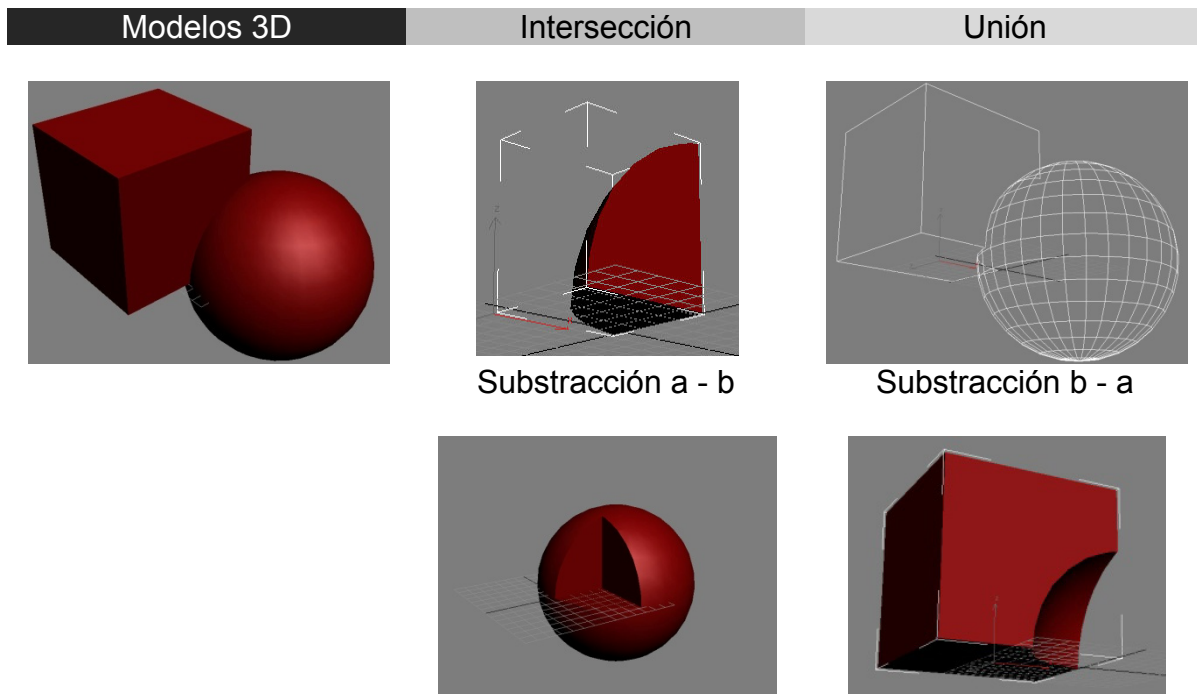 Modelos 3D
Intersección
Unión
Substracción a - b
Substracción b - a